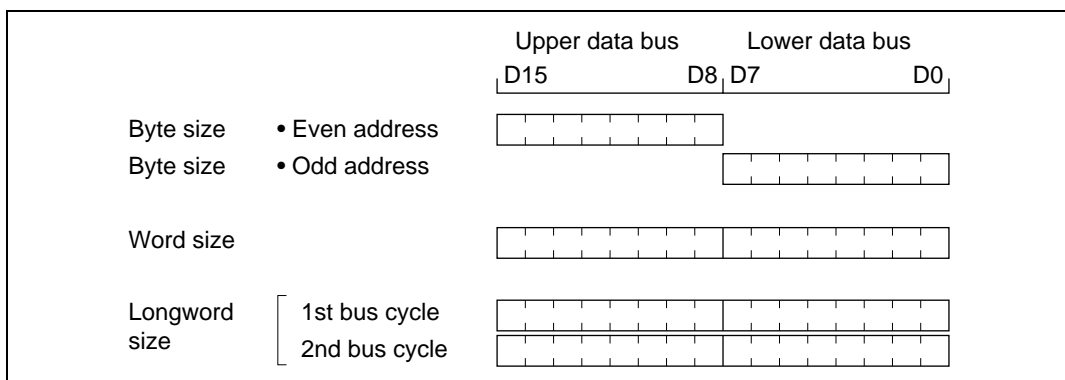 Upper data bus Lower data bus
D15 D8 D7 D0
Byte size • Even address
Byte size • Odd address
Word size
Longword size
1st bus cycle
2nd bus cycle